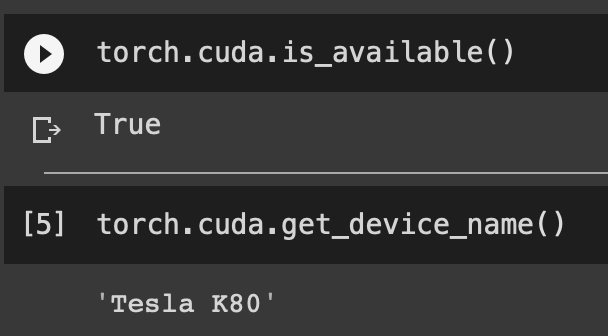 torch.cuda.is_available()
True
[5] torch.cuda.get_device_name()
'Tesla K80'